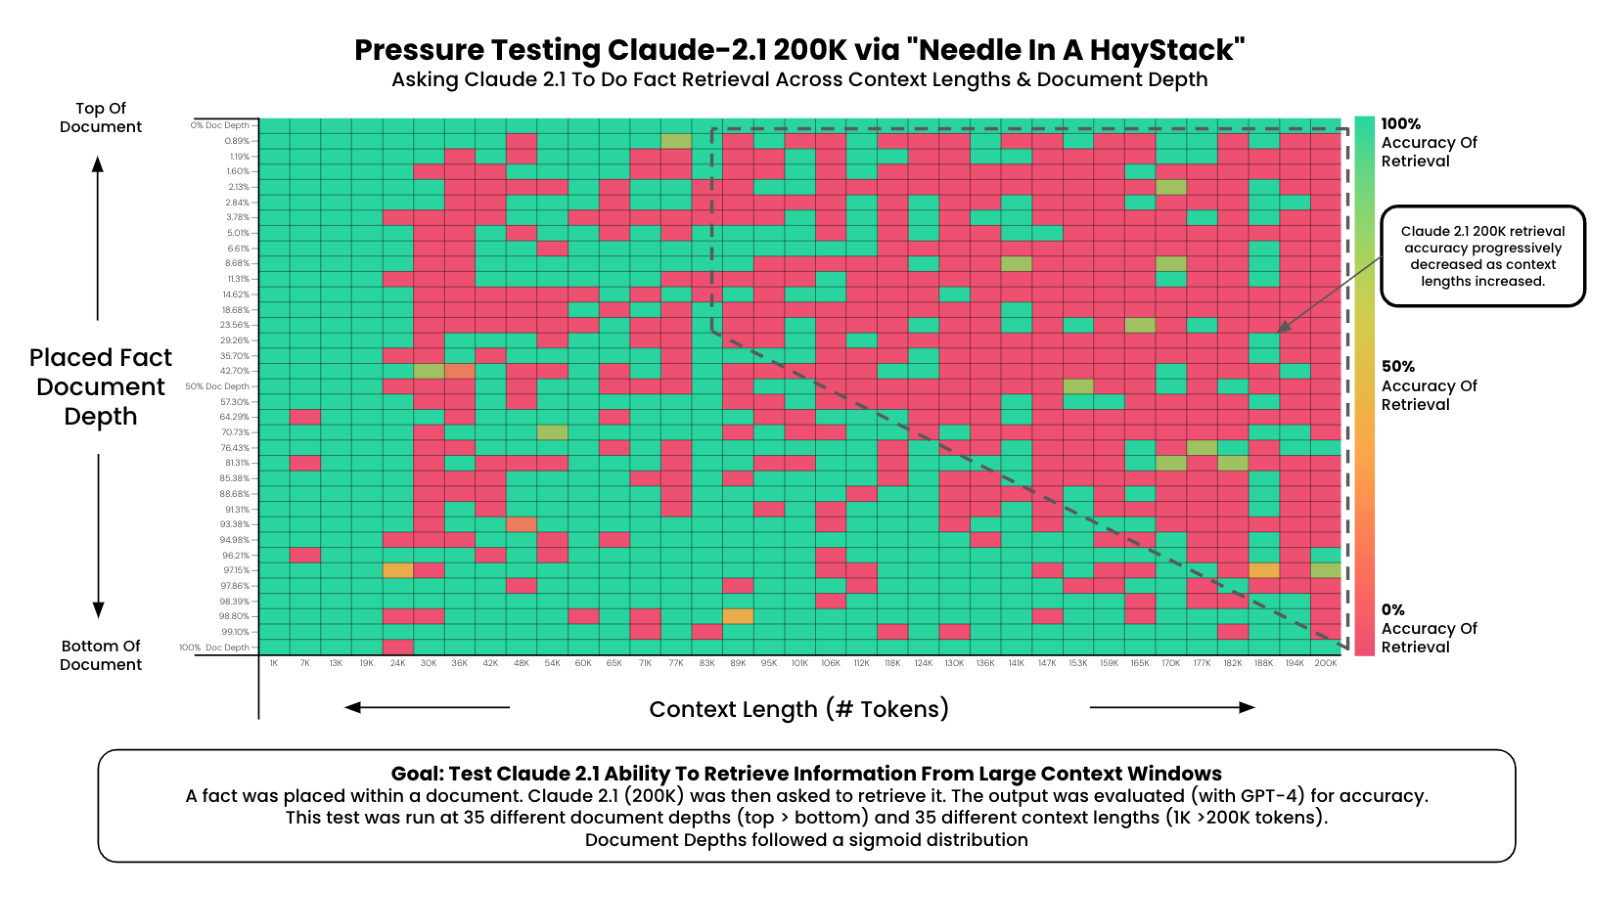 Pressure Testing Claude-2.1 200K via "Needle In A HayStack"
Asking Claude 2.1 To Do Fact Retrieval Across Context Lengths & Document Depth
Top Of
Document
Placed Fact
Document
Depth
Bottom Of
Document
0% Doc Depth
0.89%
1.19%
1.60%
2.13%
2.84%
3.78%
5.01%
6.61%
8.68%
11.31%
14.62%
18.68%
23.56%
29.26%
35.70%
42.70%
50% Doc Depth
57.30%
64.29%
70.73%
76.43%
81.31%
85.38%
88.68%
91.31%
93.38%
94.98%
96.21%
97.15%
97.86%
98.39%
98.80%
99.10%
100% Doc Depth
1K 7K 13K 19K 24K 30K 36K 42K 48K 54K 60K 65K 71K 77K 83K 89K 95K 101K 106K 112K 118K 124K 130K 136K 141K 147K 153K 159K 165K 170K 177K 182K 188K 194K 200K
Context Length (# Tokens)
100%
Accuracy Of
Retrieval
Claude 2.1 200K retrieval
accuracy progressively
decreased as context
lengths increased.
50%
Accuracy Of
Retrieval
0%
Accuracy Of
Retrieval
Goal: Test Claude 2.1 Ability To Retrieve Information From Large Context Windows
A fact was placed within a document. Claude 2.1 (200K) was then asked to retrieve it. The output was evaluated (with GPT-4) for accuracy.
This test was run at 35 different document depths (top > bottom) and 35 different context lengths (1K >200K tokens).
Document Depths followed a sigmoid distribution